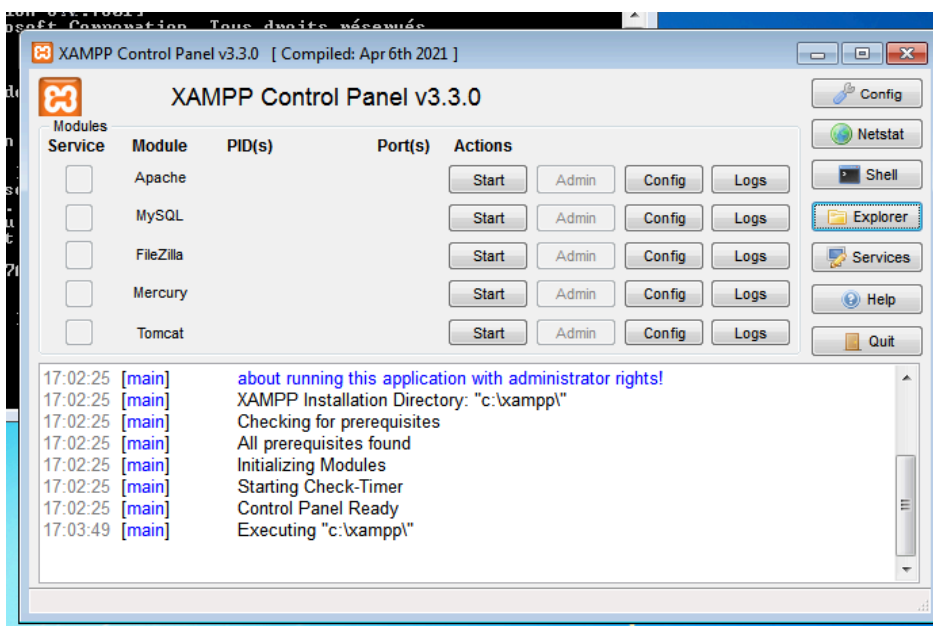 XAMPP Control Panel v3.3.0 [ Compiled: Apr 6th 2021 ]
XAMPP Control Panel v3.3.0
Config
Modules
Service Module PID(s) Port(s) Actions
Netstat
Apache Start Admin Config Logs
Shell
MySQL Start Admin Config Logs
Explorer
FileZilla Start Admin Config Logs
Services
Mercury Start Admin Config Logs
Help
Tomcat Start Admin Config Logs
Quit
17:02:25 [main] about running this application with administrator rights!
17:02:25 [main] XAMPP Installation Directory: "c:\xampp\"
17:02:25 [main] Checking for prerequisites
17:02:25 [main] All prerequisites found
17:02:25 [main] Initializing Modules
17:02:25 [main] Starting Check-Timer
17:02:25 [main] Control Panel Ready
17:03:49 [main] Executing "c:\xampp\"